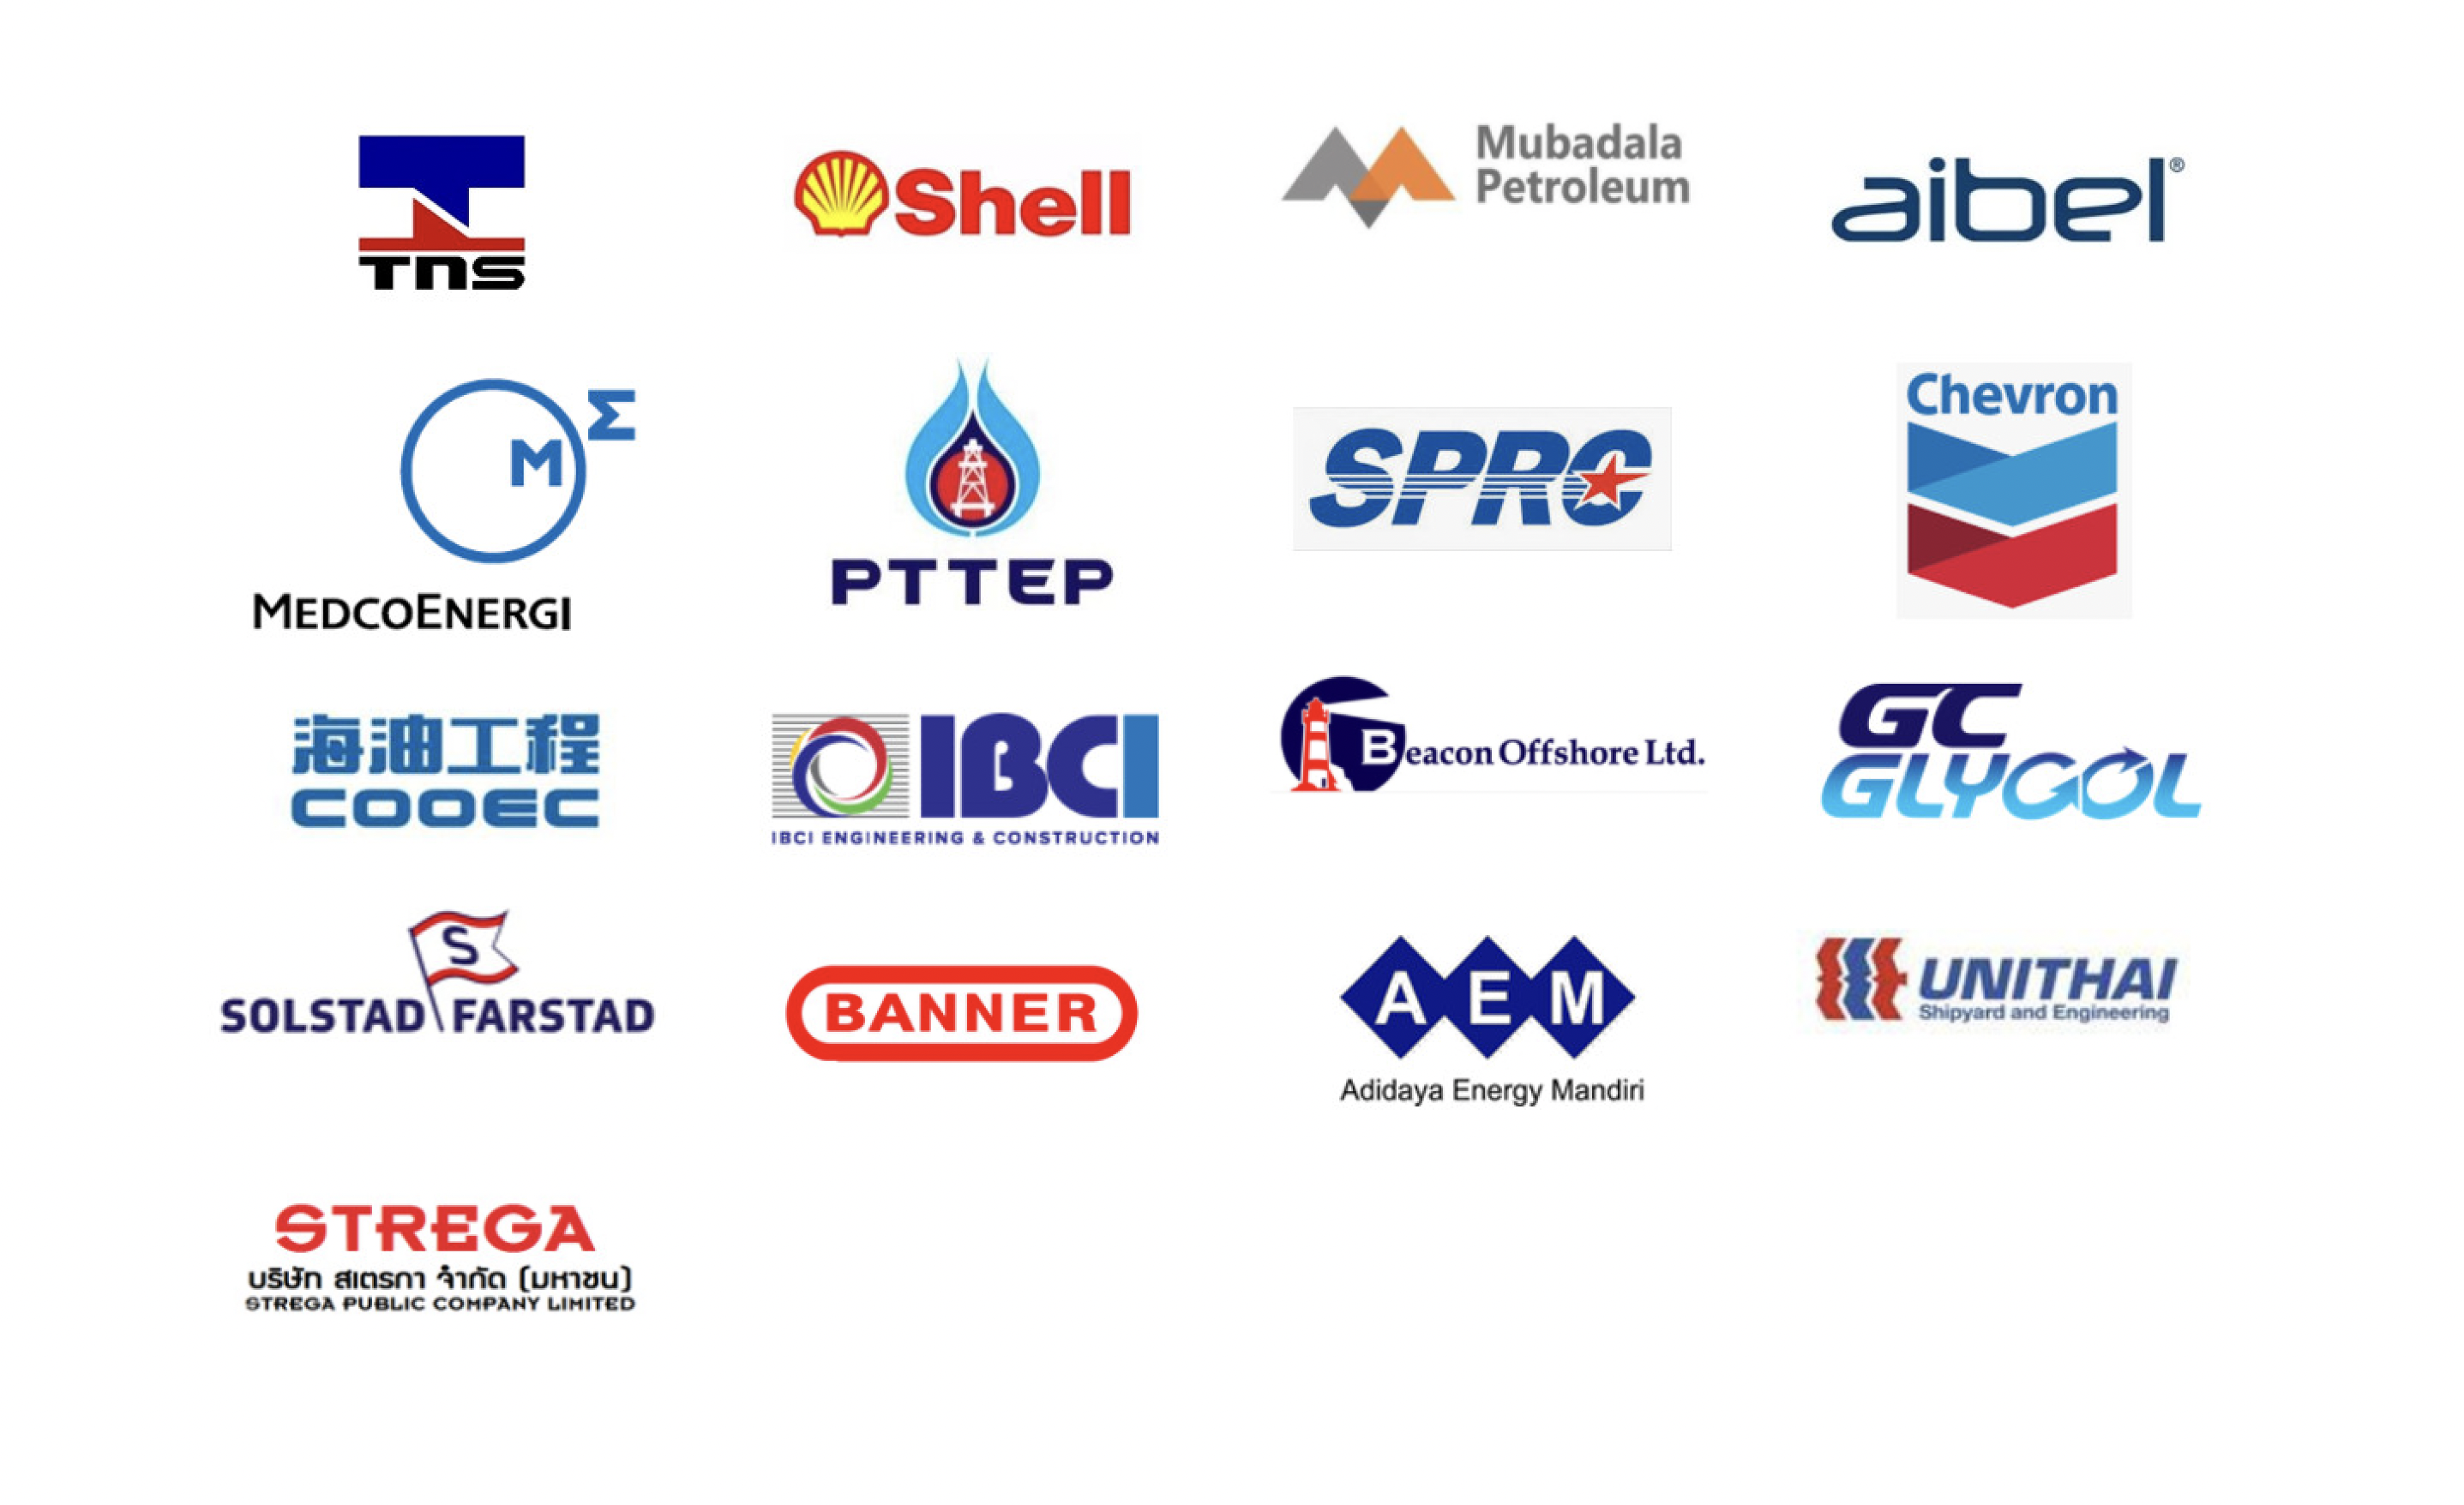 TNS
Shell
Mubadala
Petroleum
aibel®
M E
MEDCOENERGI
PTTEP
SPRC
Chevron
海油工程
COOEC
IBCI
IBCI ENGINEERING & CONSTRUCTION
Beacon Offshore Ltd.
GC
GLYCOL
S
SOLSTAD FARSTAD
BANNER
AEM
Adidaya Energy Mandiri
UNITHAI
Shipyard and Engineering
STREGA
บริษัท สเตรกา จำกัด (มหาชน)
STREGA PUBLIC COMPANY LIMITED